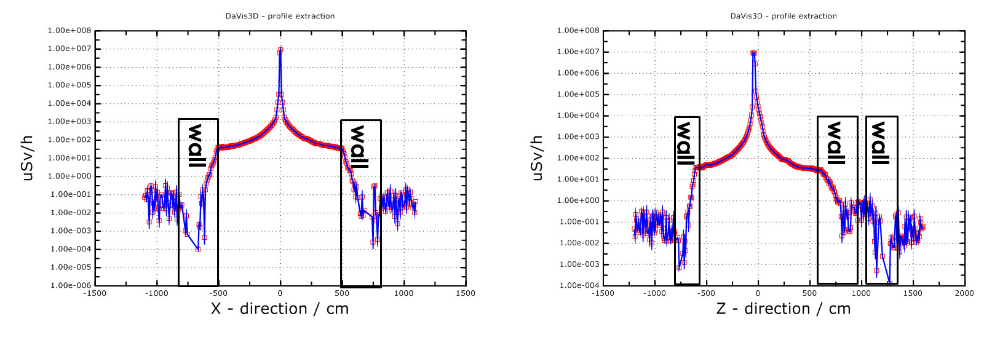 DaVis3D - profile extraction
1.00e+008
1.00e+007
1.00e+006
1.00e+005
1.00e+004
1.00e+003
1.00e+002
1.00e+001
1.00e+000
1.00e-001
1.00e-002
1.00e-003
1.00e-004
1.00e-005
1.00e-006
uSv/h
wall
wall
-1500
-1000
-500
0
500
1000
1500
X - direction / cm
DaVis3D - profile extraction
1.00e+008
1.00e+007
1.00e+006
1.00e+005
1.00e+004
1.00e+003
1.00e+002
1.00e+001
1.00e+000
1.00e-001
1.00e-002
1.00e-003
1.00e-004
uSv/h
wall
wall
wall
-1500
-1000
-500
0
500
1000
1500
2000
Z - direction / cm